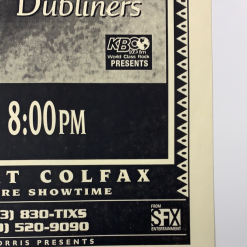 Dubliners
KBCO
97.3 fm
World Class Rock
PRESENTS
8:00PM
T COLFAX
RE SHOWTIME
3) 830-TIXS
) 520-9090
FROM
SFX
ENTERTAINMENT
ORRIS PRESENTS